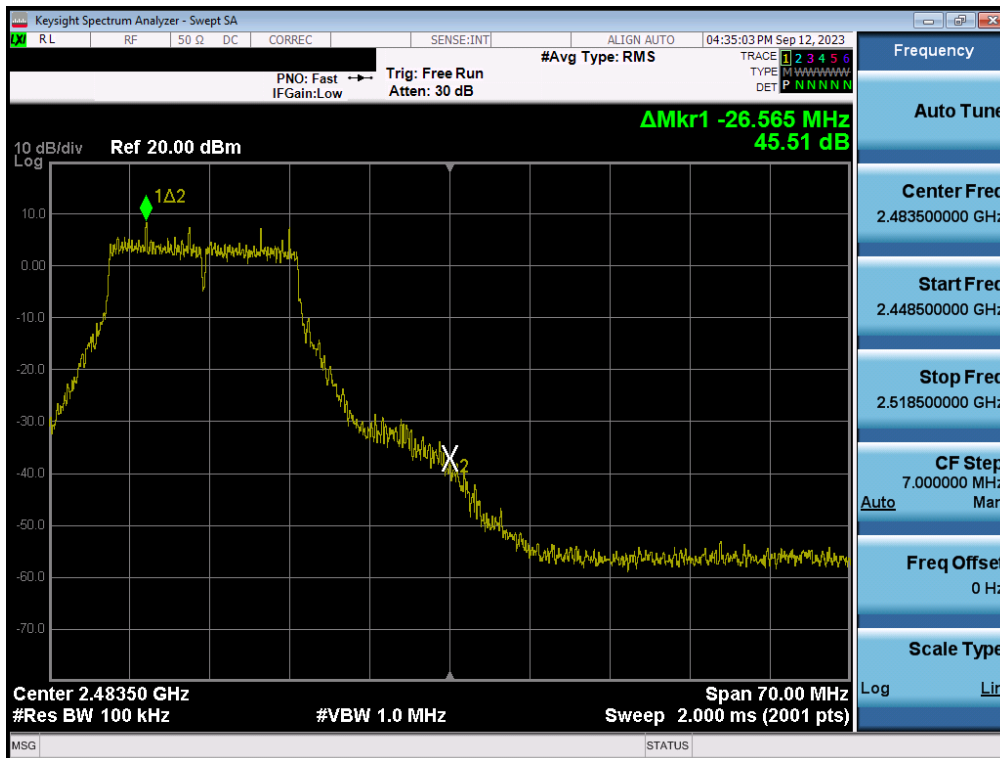 Keysight Spectrum Analyzer - Swept SA
LXI RL RF 50 Ω DC CORREC SENSE:INT ALIGN AUTO 04:35:03 PM Sep 12, 2023
#Avg Type: RMS TRACE 1 2 3 4 5 6
PNO: Fast Trig: Free Run TYPE M W W W W W
IFGain:Low Atten: 30 dB DET P N N N N N
ΔMkr1 -26.565 MHz
45.51 dB
10 dB/div Ref 20.00 dBm
Log
1Δ2
10.0
0.00
-10.0
-20.0
-30.0
-40.0
X2
-50.0
-60.0
-70.0
Center 2.48350 GHz Span 70.00 MHz
#Res BW 100 kHz #VBW 1.0 MHz Sweep 2.000 ms (2001 pts)
MSG STATUS
Frequency
Auto Tune
Center Freq
2.483500000 GHz
Start Freq
2.448500000 GHz
Stop Freq
2.518500000 GHz
CF Step
7.000000 MHz
Auto Man
Freq Offset
0 Hz
Scale Type
Log Lin